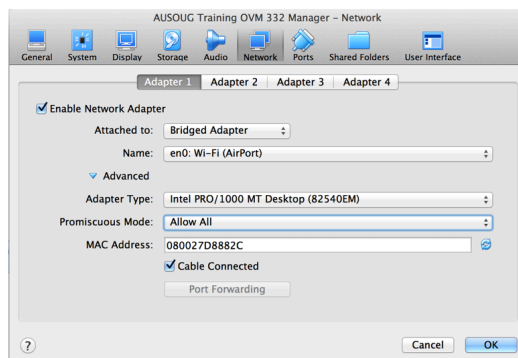 AUSOUG Training OVM 332 Manager – Network
General System Display Storage Audio Network Ports Shared Folders User Interface
Adapter 1 Adapter 2 Adapter 3 Adapter 4
Enable Network Adapter
Attached to: Bridged Adapter
Name: en0: Wi-Fi (AirPort)
Advanced
Adapter Type: Intel PRO/1000 MT Desktop (82540EM)
Promiscuous Mode: Allow All
MAC Address: 080027D8882C
Cable Connected
Port Forwarding
? Cancel OK